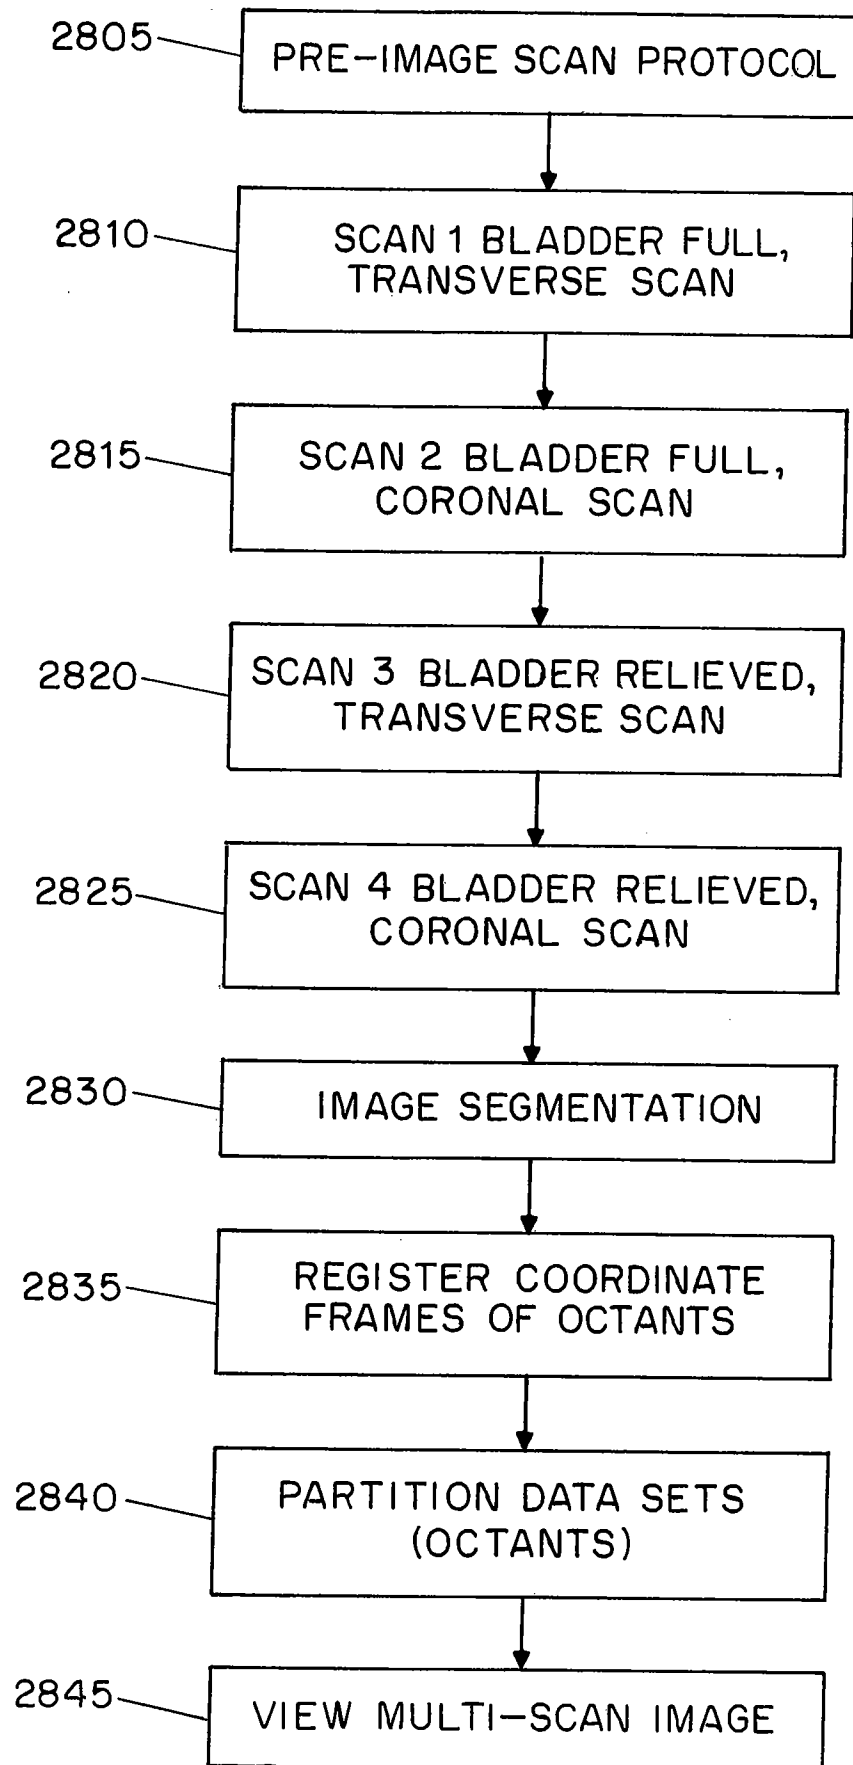 2805
PRE-IMAGE SCAN PROTOCOL
2810
SCAN 1 BLADDER FULL,
TRANSVERSE SCAN
2815
SCAN 2 BLADDER FULL,
CORONAL SCAN
2820
SCAN 3 BLADDER RELIEVED,
TRANSVERSE SCAN
2825
SCAN 4 BLADDER RELIEVED,
CORONAL SCAN
2830
IMAGE SEGMENTATION
2835
REGISTER COORDINATE
FRAMES OF OCTANTS
2840
PARTITION DATA SETS
(OCTANTS)
2845
VIEW MULTI-SCAN IMAGE